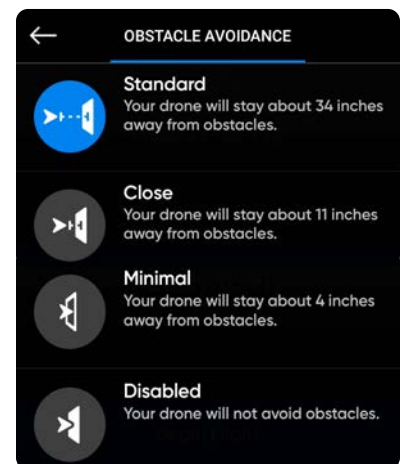 OBSTACLE AVOIDANCE
Standard
Your drone will stay about 34 inches
away from obstacles.
Close
Your drone will stay about 11 inches
away from obstacles.
Minimal
Your drone will stay about 4 inches
away from obstacles.
Disabled
Your drone will not avoid obstacles.